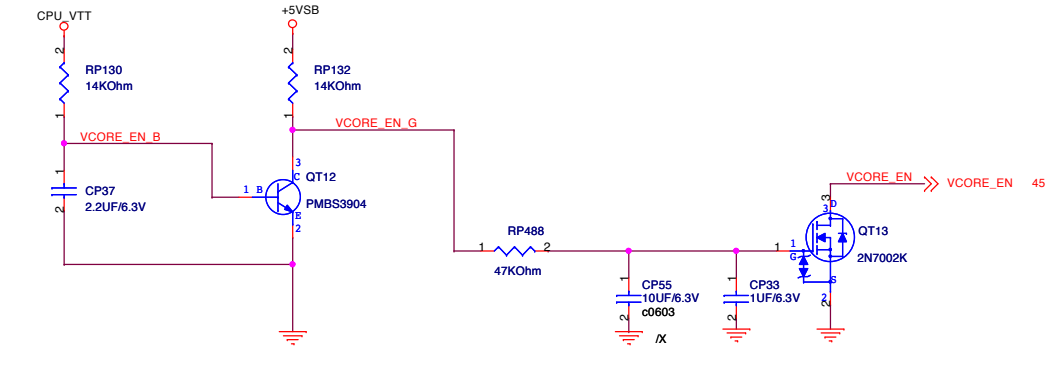 CPU_VTT
+5VSB
2
RP130
14KOhm
1
2
RP132
14KOhm
1
VCORE_EN_B
VCORE_EN_G
1
CP37
2.2UF/6.3V
2
3
C
QT12
1 B
PMBS3904
E
2
RP488
1 2
47KOhm
1
CP55
10UF/6.3V
c0603
2
/X
1
CP33
1UF/6.3V
2
VCORE_EN
VCORE_EN 45
3
3 D
QT13
1 1
G
2N7002K
S
2
2